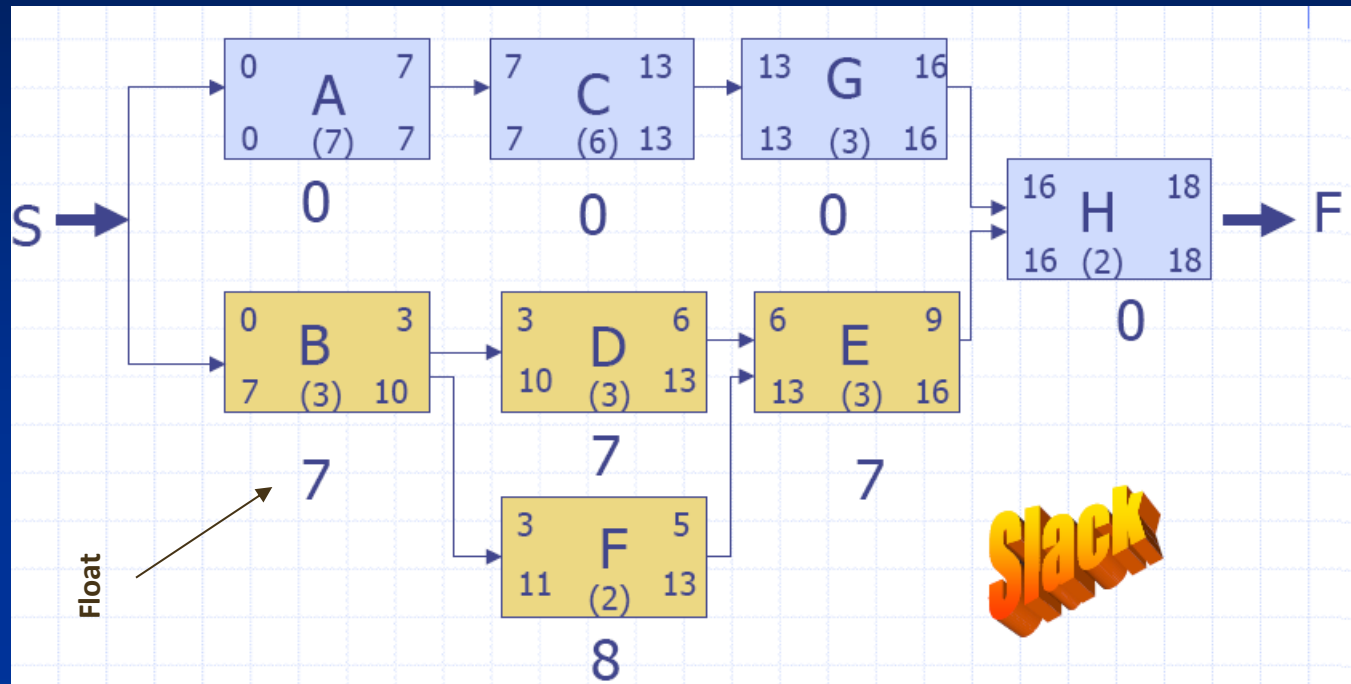 0 A 7
0 (7) 7
0
7 C 13
7 (6) 13
0
13 G 16
13 (3) 16
0
S
16 H 18
16 (2) 18
0
F
0 B 3
7 (3) 10
7
3 D 6
10 (3) 13
7
6 E 9
13 (3) 16
7
3 F 5
11 (2) 13
8
Float
Slack